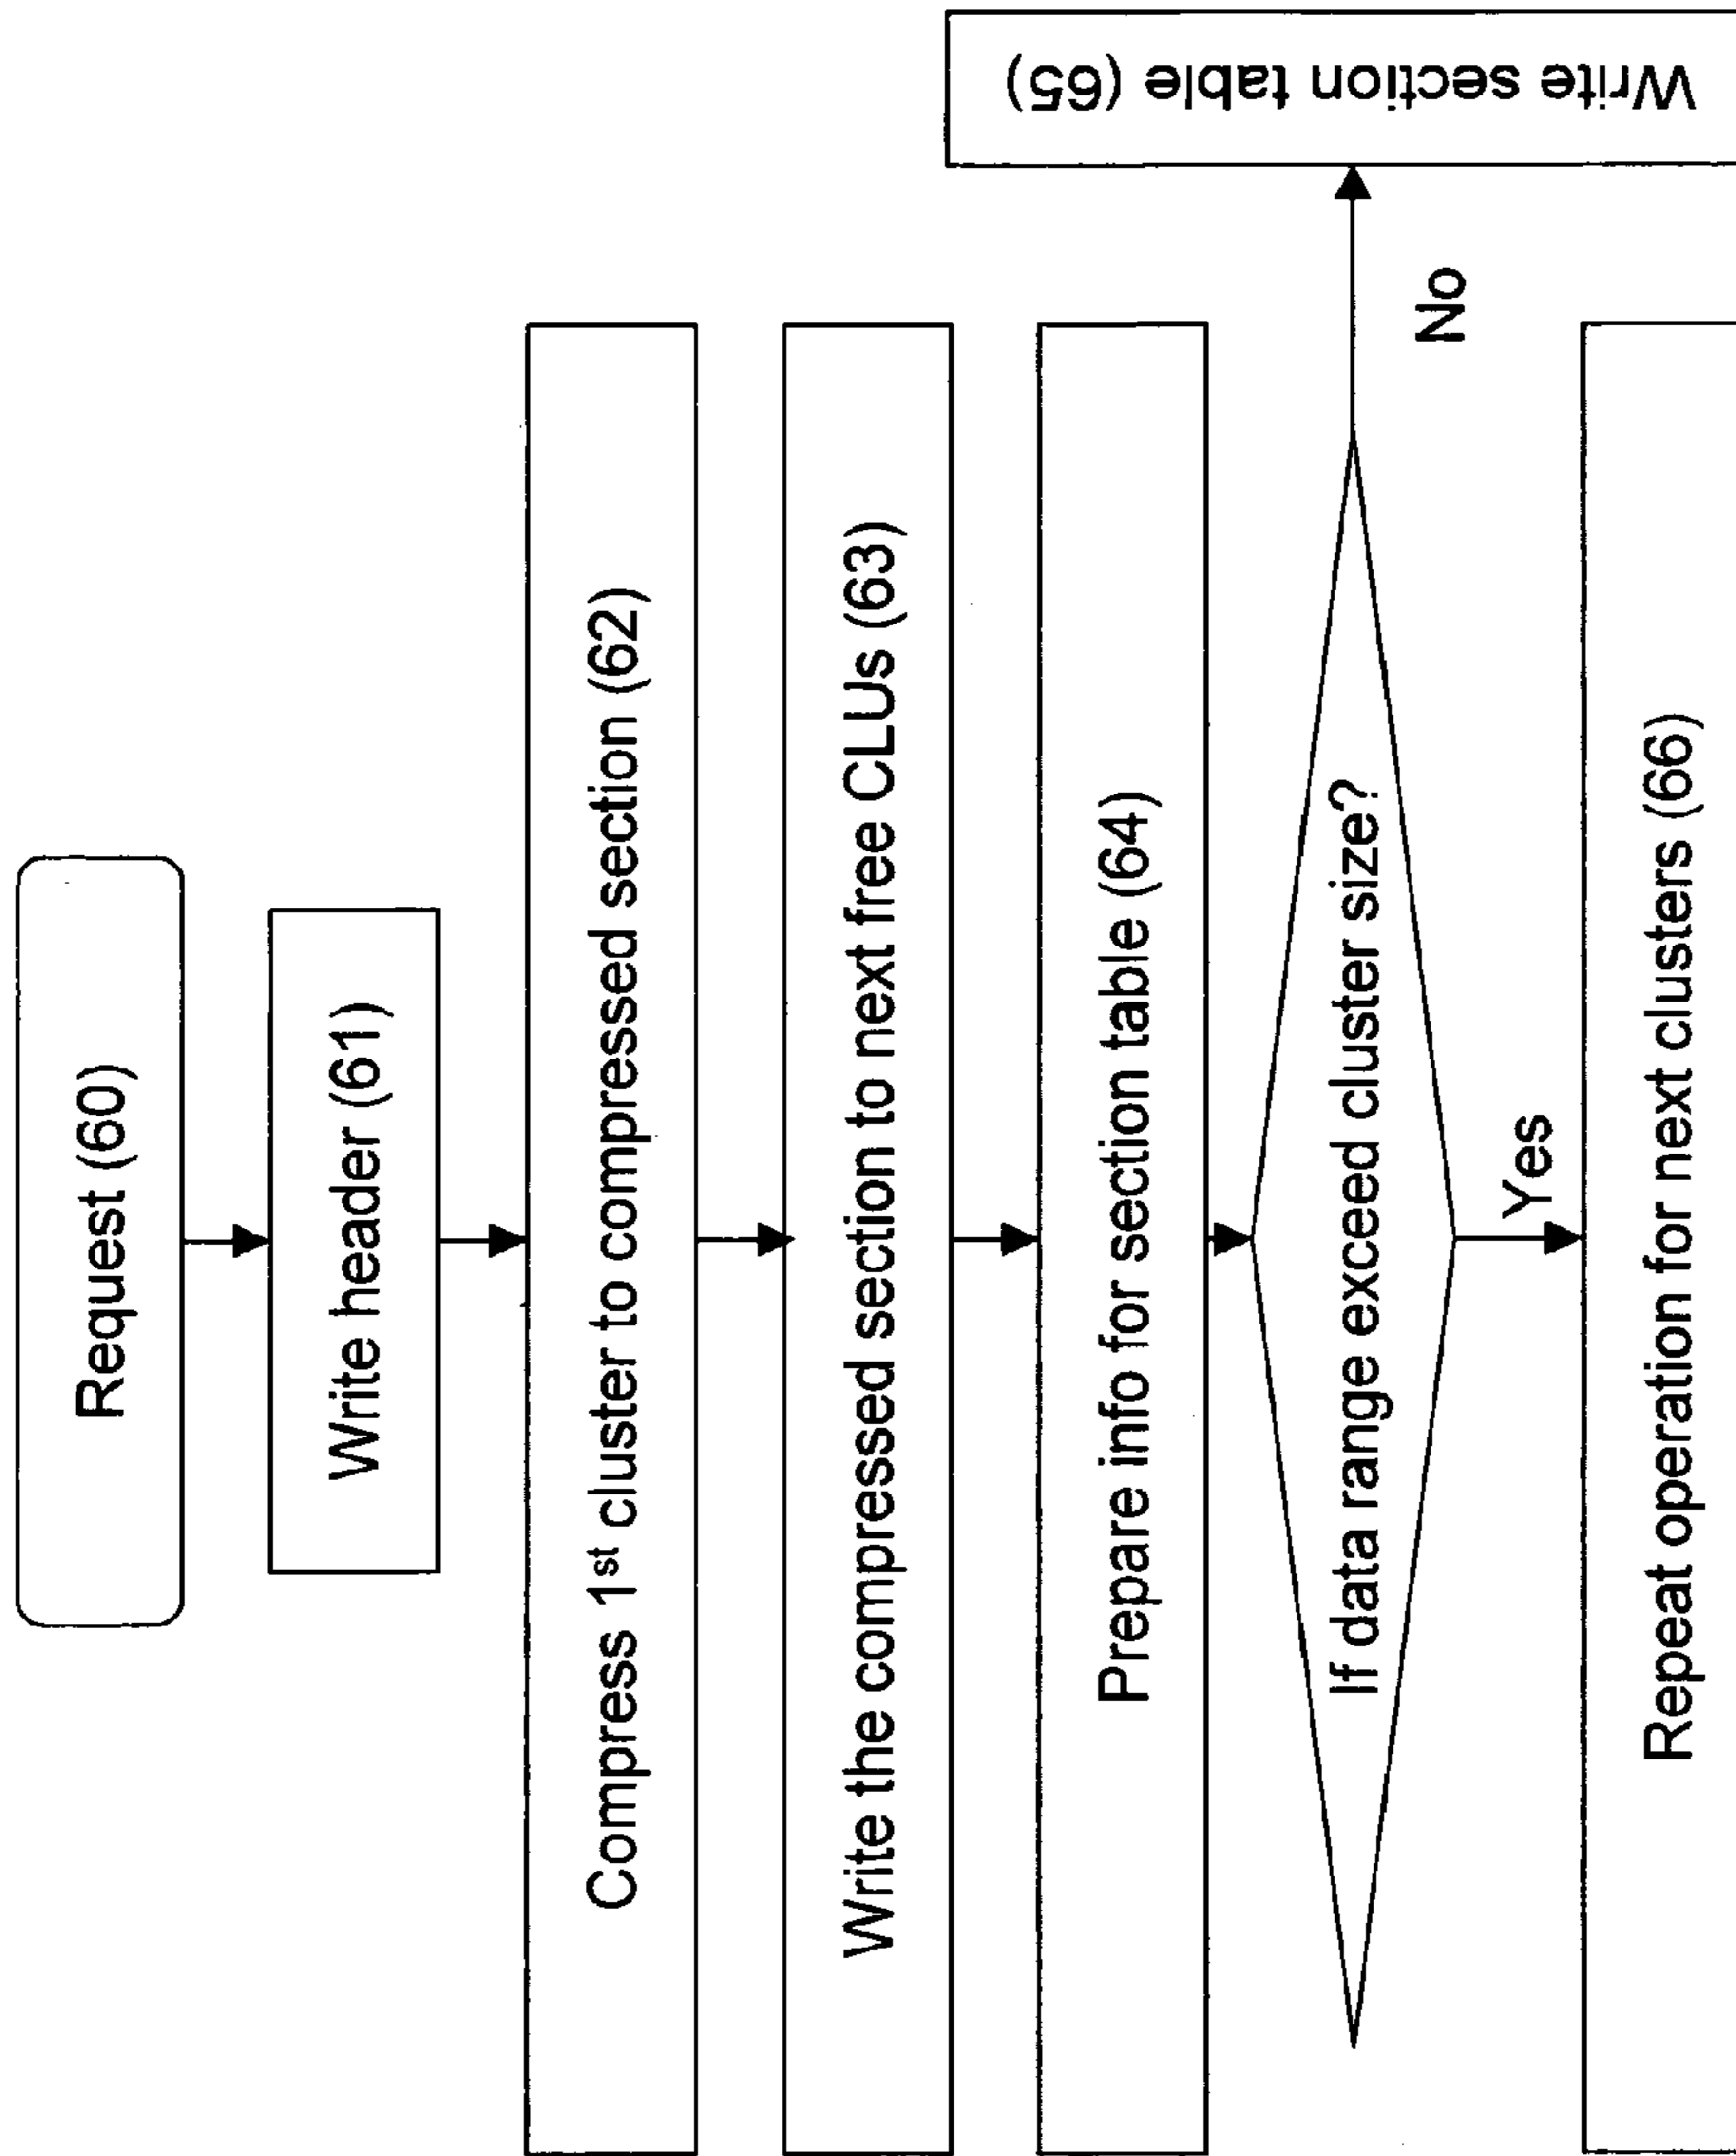 Request (60)
Write header (61)
Compress 1st cluster to compressed section (62)
Write the compressed section to next free CLUs (63)
Prepare info for section table (64)
If data range exceed cluster size?
No
Write section table (65)
Yes
Repeat operation for next clusters (66)